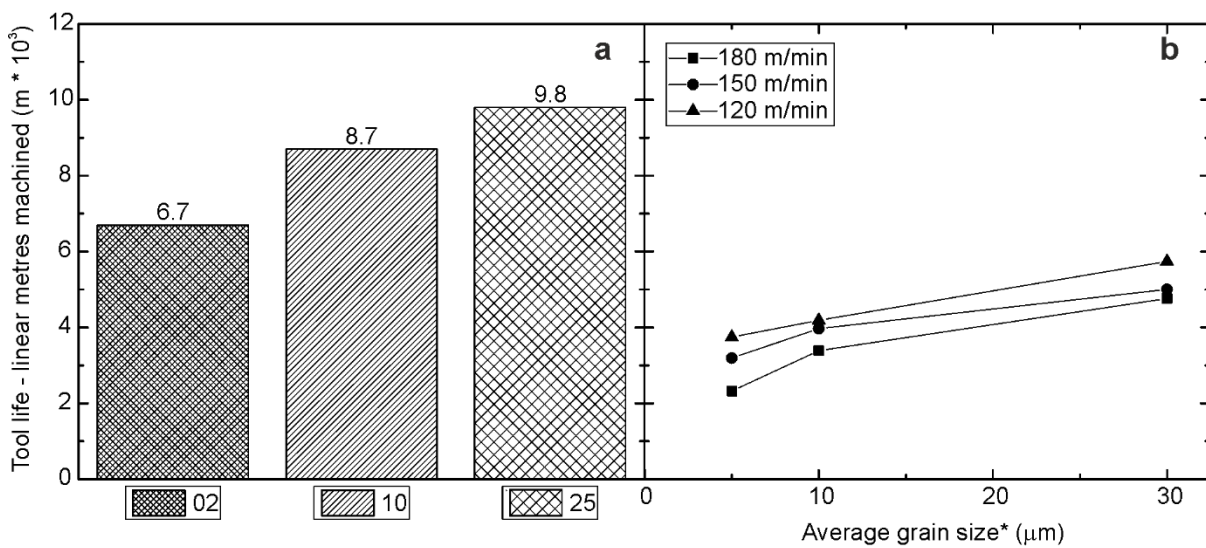 Tool life - linear metres machined (m * 10³)
12
10
8
6
4
2
0
a
6.7
8.7
9.8
02
10
25
b
180 m/min
150 m/min
120 m/min
0
10
20
30
Average grain size* (μm)